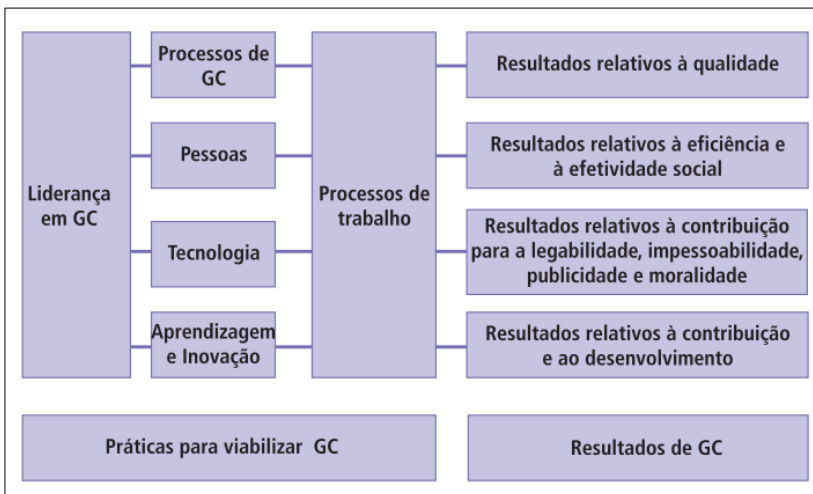 Liderança
em GC
Processos de
GC
Pessoas
Tecnologia
Aprendizagem
e Inovação
Processos de
trabalho
Resultados relativos à qualidade
Resultados relativos à eficiência e
à efetividade social
Resultados relativos à contribuição
para a legabilidade, impessoabilidade,
publicidade e moralidade
Resultados relativos à contribuição
e ao desenvolvimento
Práticas para viabilizar GC
Resultados de GC